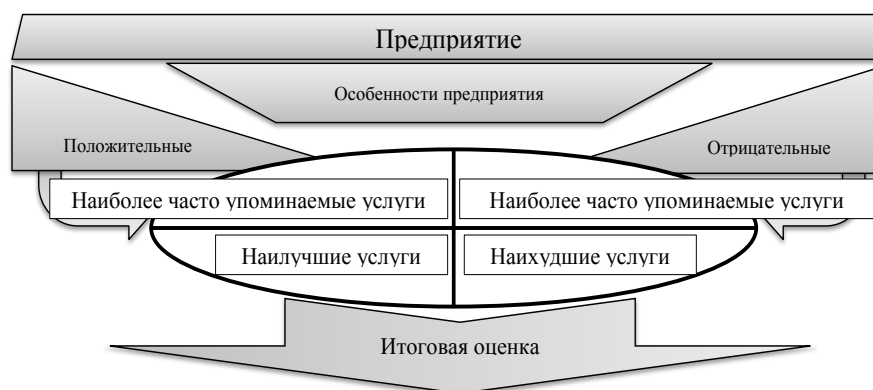 Предприятие
Особенности предприятия
Положительные
Отрицательные
Наиболее часто упоминаемые услуги
Наиболее часто упоминаемые услуги
Наилучшие услуги
Наихудшие услуги
Итоговая оценка